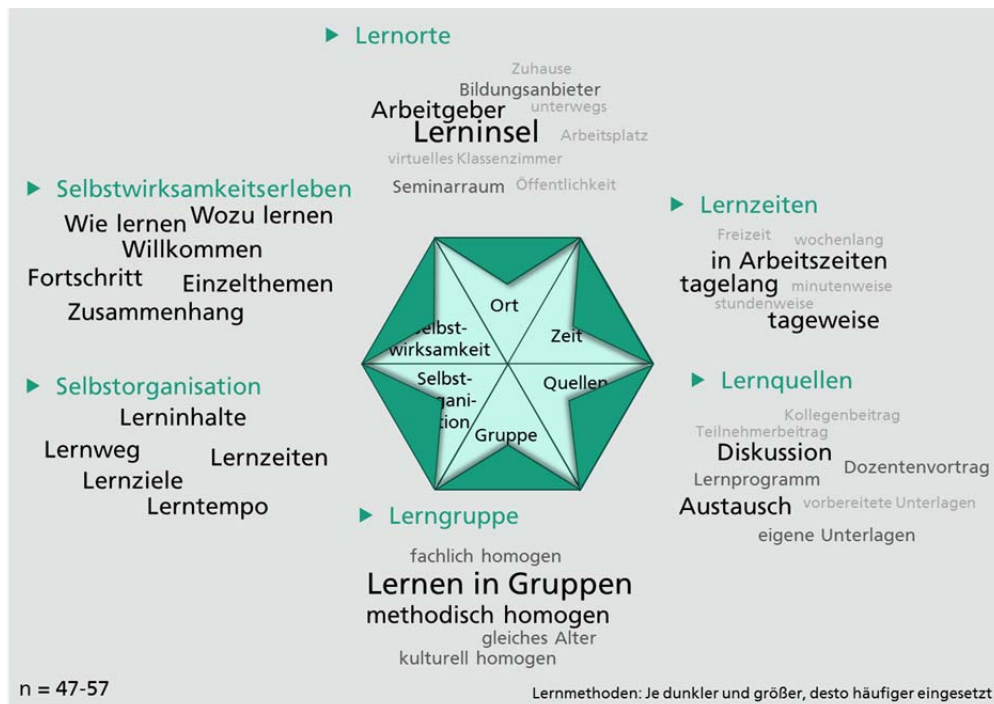 ▶ Lernorte
Zuhause
Bildungsanbieter
Arbeitgeber unterwegs
Lerninsel Arbeitsplatz
virtuelles Klassenzimmer
Seminarraum Öffentlichkeit
▶ Selbstwirksamkeitserleben
Wie lernen Wozu lernen
Willkommen
Fortschritt Einzelthemen
Zusammenhang
▶ Lernzeiten
Freizeit wochenlang
in Arbeitszeiten
tagelang minutenweise
stundenweise
tageweise
Ort
Zeit
Selbst-
wirksamkeit
Selbst-
gani-
tion
Quellen
Gruppe
▶ Selbstorganisation
Lerninhalte
Lernweg Lernzeiten
Lernziele
Lerntempo
▶ Lernquellen
Kollegenbeitrag
Teilnehmerbeitrag
Diskussion
Dozentenvortrag
Lernprogramm
Austausch vorbereitete Unterlagen
eigene Unterlagen
▶ Lerngruppe
fachlich homogen
Lernen in Gruppen
methodisch homogen
gleiches Alter
kulturell homogen
n = 47-57
Lernmethoden: Je dunkler und größer, desto häufiger eingesetzt